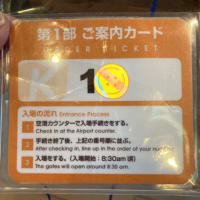 第1部 ご案内カード
ORDER TICKET
K
1
入場の流れ Entrance Process
1 空港カウンターで入場手続きをする。
Check in at the Airport counter.
2 手続き終了後、上記の番号順に並ぶ。
After checking in, line up in the order of your number.
3 入場をする。(入場開始：8:30am 頃)
The gates will open around 8:30 am.